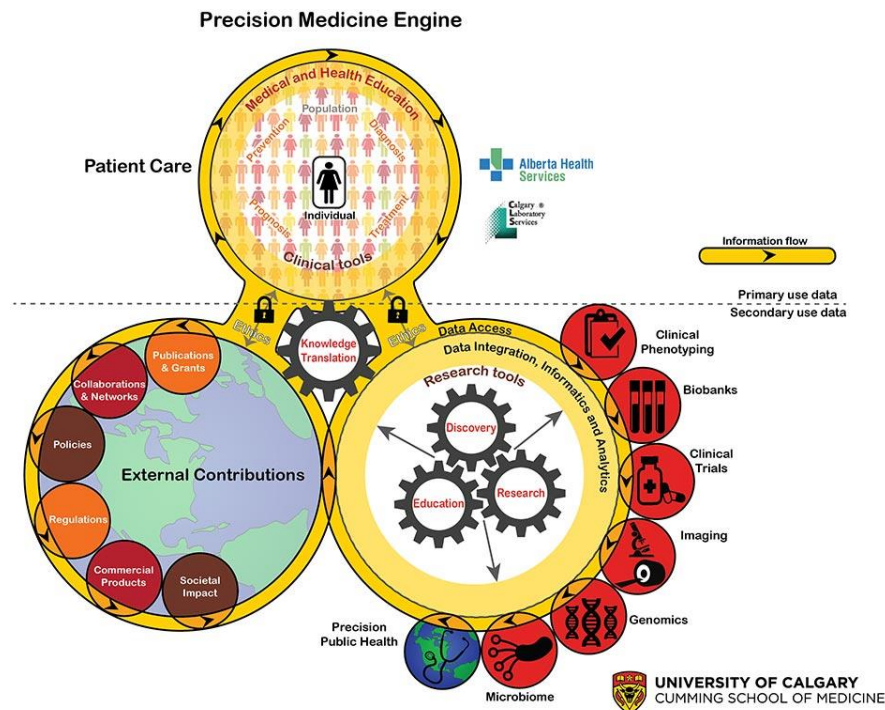 Precision Medicine Engine
Medical and Health Education
Population
Prevention
Diagnosis
Patient Care
Individual
Prognosis
Treatment
Clinical tools
Alberta Health
Services
Calgary ®
Laboratory
Services
Information flow
Primary use data
Secondary use data
Ethics
Ethics
Knowledge
Translation
Data Access
Data Integration, Informatics and Analytics
Research tools
Discovery
Education
Research
Publications
& Grants
Collaborations
& Networks
Policies
External Contributions
Regulations
Commercial
Products
Societal
Impact
Clinical
Phenotyping
Biobanks
Clinical
Trials
Imaging
Genomics
Microbiome
Precision
Public Health
UNIVERSITY OF CALGARY
CUMMING SCHOOL OF MEDICINE